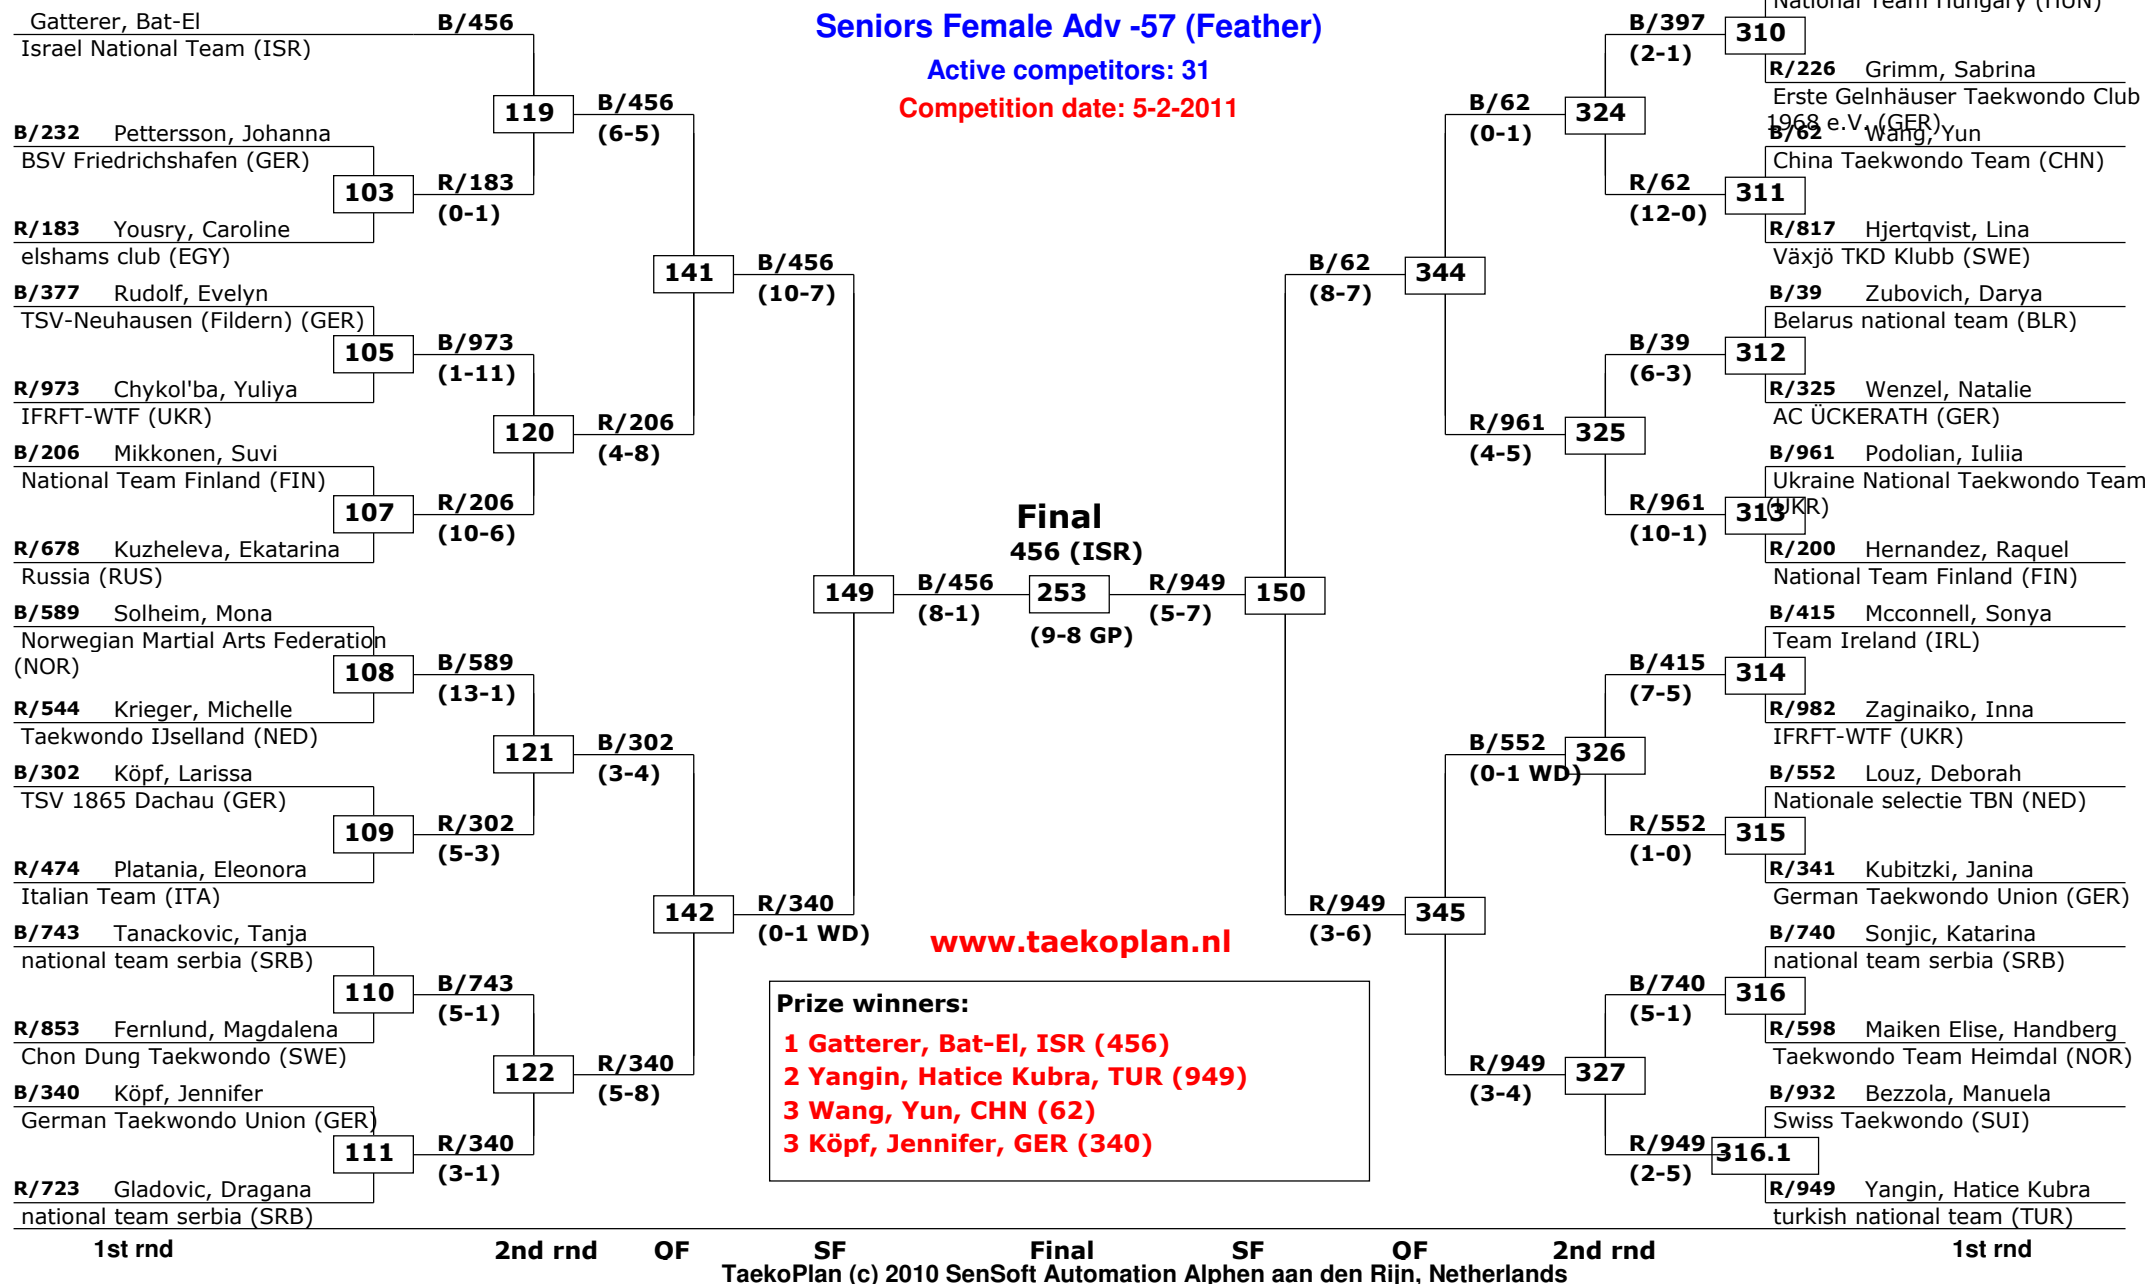 Seniors Female Adv -57 (Feather)
Active competitors: 31
Competition date: 5-2-2011
Gatterer, Bat-El
Israel National Team (ISR)
B/232 Pettersson, Johanna
BSV Friedrichshafen (GER)
R/183 Yousry, Caroline
elshams club (EGY)
B/377 Rudolf, Evelyn
TSV-Neuhausen (Fildern) (GER)
R/973 Chykol'ba, Yuliya
IFRFT-WTF (UKR)
B/206 Mikkonen, Suvi
National Team Finland (FIN)
R/678 Kuzheleva, Ekatarina
Russia (RUS)
B/589 Solheim, Mona
Norwegian Martial Arts Federation
(NOR)
R/544 Krieger, Michelle
Taekwondo IJselland (NED)
B/302 Köpf, Larissa
TSV 1865 Dachau (GER)
R/474 Platania, Eleonora
Italian Team (ITA)
B/743 Tanackovic, Tanja
national team serbia (SRB)
R/853 Fernlund, Magdalena
Chon Dung Taekwondo (SWE)
B/340 Köpf, Jennifer
German Taekwondo Union (GER)
R/723 Gladovic, Dragana
national team serbia (SRB)
103
105
107
108
109
110
111
B/456
R/183
(0-1)
B/973
(1-11)
R/206
(10-6)
B/589
(13-1)
R/302
(5-3)
B/743
(5-1)
R/340
(3-1)
119
120
121
122
B/456
(6-5)
R/206
(4-8)
B/302
(3-4)
R/340
(5-8)
141
142
B/456
(10-7)
R/340
(0-1 WD)
149
B/456
(8-1)
Final
456 (ISR)
253
(9-8 GP)
R/949
(5-7)
150
B/62
(8-7)
R/949
(3-6)
344
345
B/62
(0-1)
R/961
(4-5)
B/552
(0-1 WD)
R/949
(3-4)
324
325
326
327
B/397
(2-1)
R/62
(12-0)
B/39
(6-3)
R/961
(10-1)
B/415
(7-5)
R/552
(1-0)
B/740
(5-1)
R/949
(2-5)
310
311
312
313
314
315
316
316.1
National Team Hungary (HUN)
R/226 Grimm, Sabrina
Erste Gelnhäuser Taekwondo Club
1968 e.V. (GER)
B/62 Wang, Yun
China Taekwondo Team (CHN)
R/817 Hjertqvist, Lina
Växjö TKD Klubb (SWE)
B/39 Zubovich, Darya
Belarus national team (BLR)
R/325 Wenzel, Natalie
AC ÜCKERATH (GER)
B/961 Podolian, Iuliia
Ukraine National Taekwondo Team
(UKR)
R/200 Hernandez, Raquel
National Team Finland (FIN)
B/415 Mcconnell, Sonya
Team Ireland (IRL)
R/982 Zaginaiko, Inna
IFRFT-WTF (UKR)
B/552 Louz, Deborah
Nationale selectie TBN (NED)
R/341 Kubitzki, Janina
German Taekwondo Union (GER)
B/740 Sonjic, Katarina
national team serbia (SRB)
R/598 Maiken Elise, Handberg
Taekwondo Team Heimdal (NOR)
B/932 Bezzola, Manuela
Swiss Taekwondo (SUI)
R/949 Yangin, Hatice Kubra
turkish national team (TUR)
www.taekoplan.nl
Prize winners:
1 Gatterer, Bat-El, ISR (456)
2 Yangin, Hatice Kubra, TUR (949)
3 Wang, Yun, CHN (62)
3 Köpf, Jennifer, GER (340)
1st rnd 2nd rnd OF SF Final SF OF 2nd rnd 1st rnd
TaekoPlan (c) 2010 SenSoft Automation Alphen aan den Rijn, Netherlands